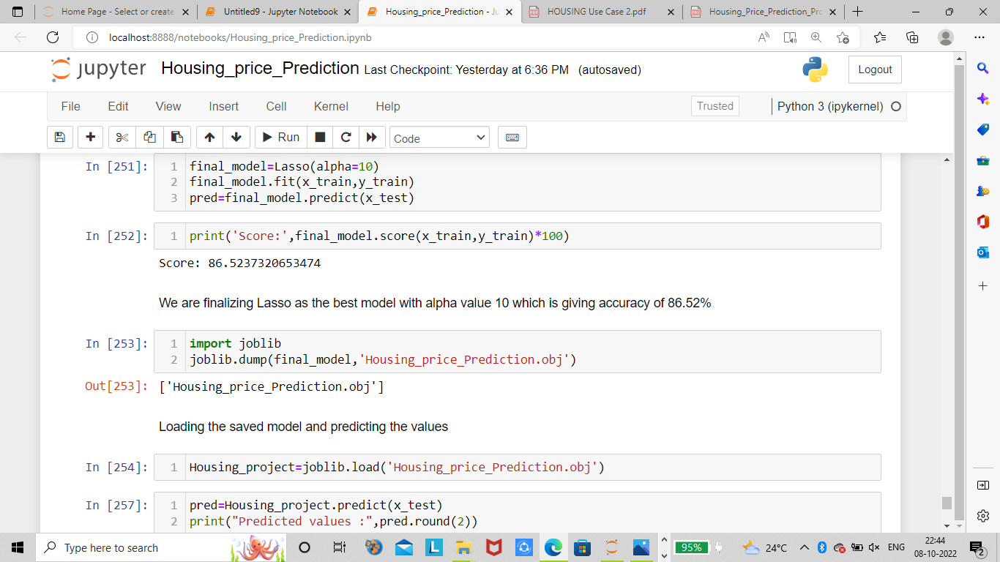 Home Page - Select or create
Untitled9 - Jupyter Notebook
Housing_price_Prediction - Ju
HOUSING Use Case 2.pdf
Housing_Price_Prediction_Pro
localhost:8888/notebooks/Housing_price_Prediction.ipynb
jupyter Housing_price_Prediction Last Checkpoint: Yesterday at 6:36 PM (autosaved)
Logout
File Edit View Insert Cell Kernel Help
Trusted
Python 3 (ipykernel)
Run
Code
In [251]:
1 final_model=Lasso(alpha=10)
2 final_model.fit(x_train,y_train)
3 pred=final_model.predict(x_test)
In [252]:
1 print('Score:',final_model.score(x_train,y_train)*100)
Score: 86.5237320653474
We are finalizing Lasso as the best model with alpha value 10 which is giving accuracy of 86.52%
In [253]:
1 import joblib
2 joblib.dump(final_model,'Housing_price_Prediction.obj')
Out[253]: ['Housing_price_Prediction.obj']
Loading the saved model and predicting the values
In [254]:
1 Housing_project=joblib.load('Housing_price_Prediction.obj')
In [257]:
1 pred=Housing_project.predict(x_test)
2 print("Predicted values :",pred.round(2))
Type here to search
L
95%
24°C
ENG
22:44
08-10-2022
2